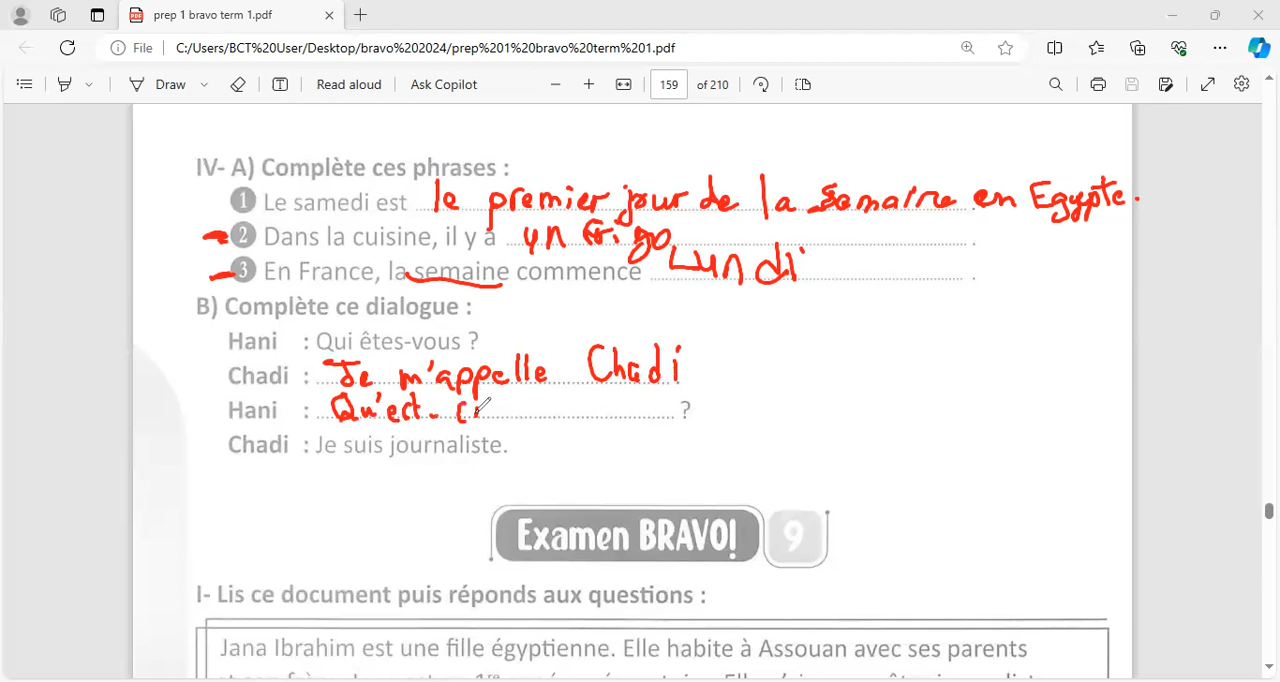 prep 1 bravo term 1.pdf
File C:/Users/BCT%20User/Desktop/bravo%202024/prep%201%20bravo%20term%201.pdf
Draw Read aloud Ask Copilot 159 of 210
IV- A) Complète ces phrases :
1 Le samedi est le premier jour de la semaine en Egypte.
2 Dans la cuisine, il y a un frigo
3 En France, la semaine commence Lundi .
B) Complète ce dialogue :
Hani : Qui êtes-vous ?
Chadi : Je m'appelle Chadi
Hani : Qu'est- c ?
Chadi : Je suis journaliste.
Examen BRAVO! 9
I- Lis ce document puis réponds aux questions :
Jana Ibrahim est une fille égyptienne. Elle habite à Assouan avec ses parents